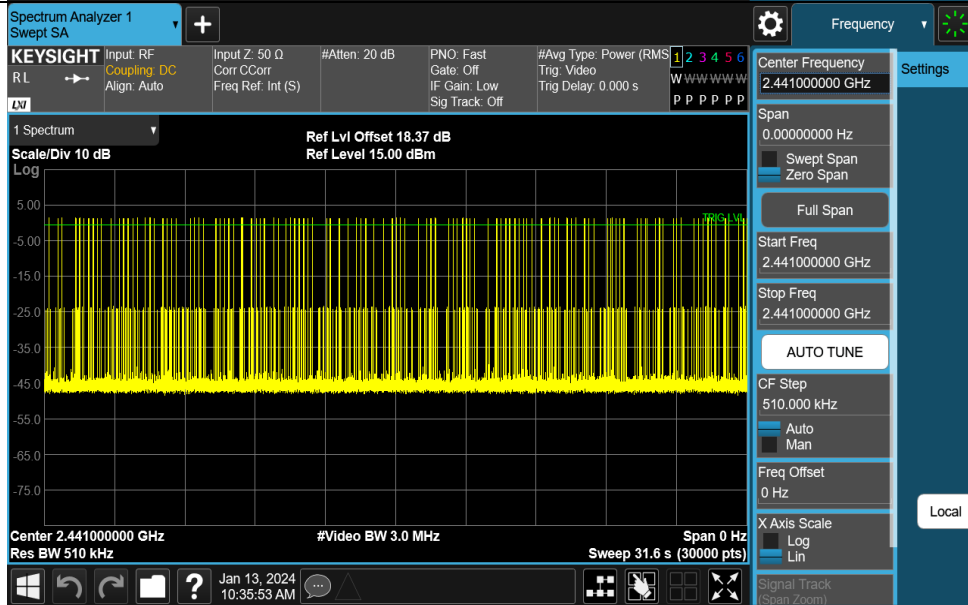 Spectrum Analyzer 1
Swept SA
+
Frequency
KEYSIGHT
RL
LXI
Input: RF
Coupling: DC
Align: Auto
Input Z: 50 Ω
Corr CCorr
Freq Ref: Int (S)
#Atten: 20 dB
PNO: Fast
Gate: Off
IF Gain: Low
Sig Track: Off
#Avg Type: Power (RMS
Trig: Video
Trig Delay: 0.000 s
1 2 3 4 5 6
W W W W W W
P P P P P P
1 Spectrum
Scale/Div 10 dB
Ref Lvl Offset 18.37 dB
Ref Level 15.00 dBm
Log
5.00
-5.00
-15.0
-25.0
-35.0
-45.0
-55.0
-65.0
-75.0
TRIG LVL
Center 2.441000000 GHz
Res BW 510 kHz
#Video BW 3.0 MHz
Span 0 Hz
Sweep 31.6 s (30000 pts)
Center Frequency
2.441000000 GHz
Span
0.00000000 Hz
Swept Span
Zero Span
Full Span
Start Freq
2.441000000 GHz
Stop Freq
2.441000000 GHz
AUTO TUNE
CF Step
510.000 kHz
Auto
Man
Freq Offset
0 Hz
X Axis Scale
Log
Lin
Signal Track
(Span Zoom)
Settings
Local
?
Jan 13, 2024
10:35:53 AM